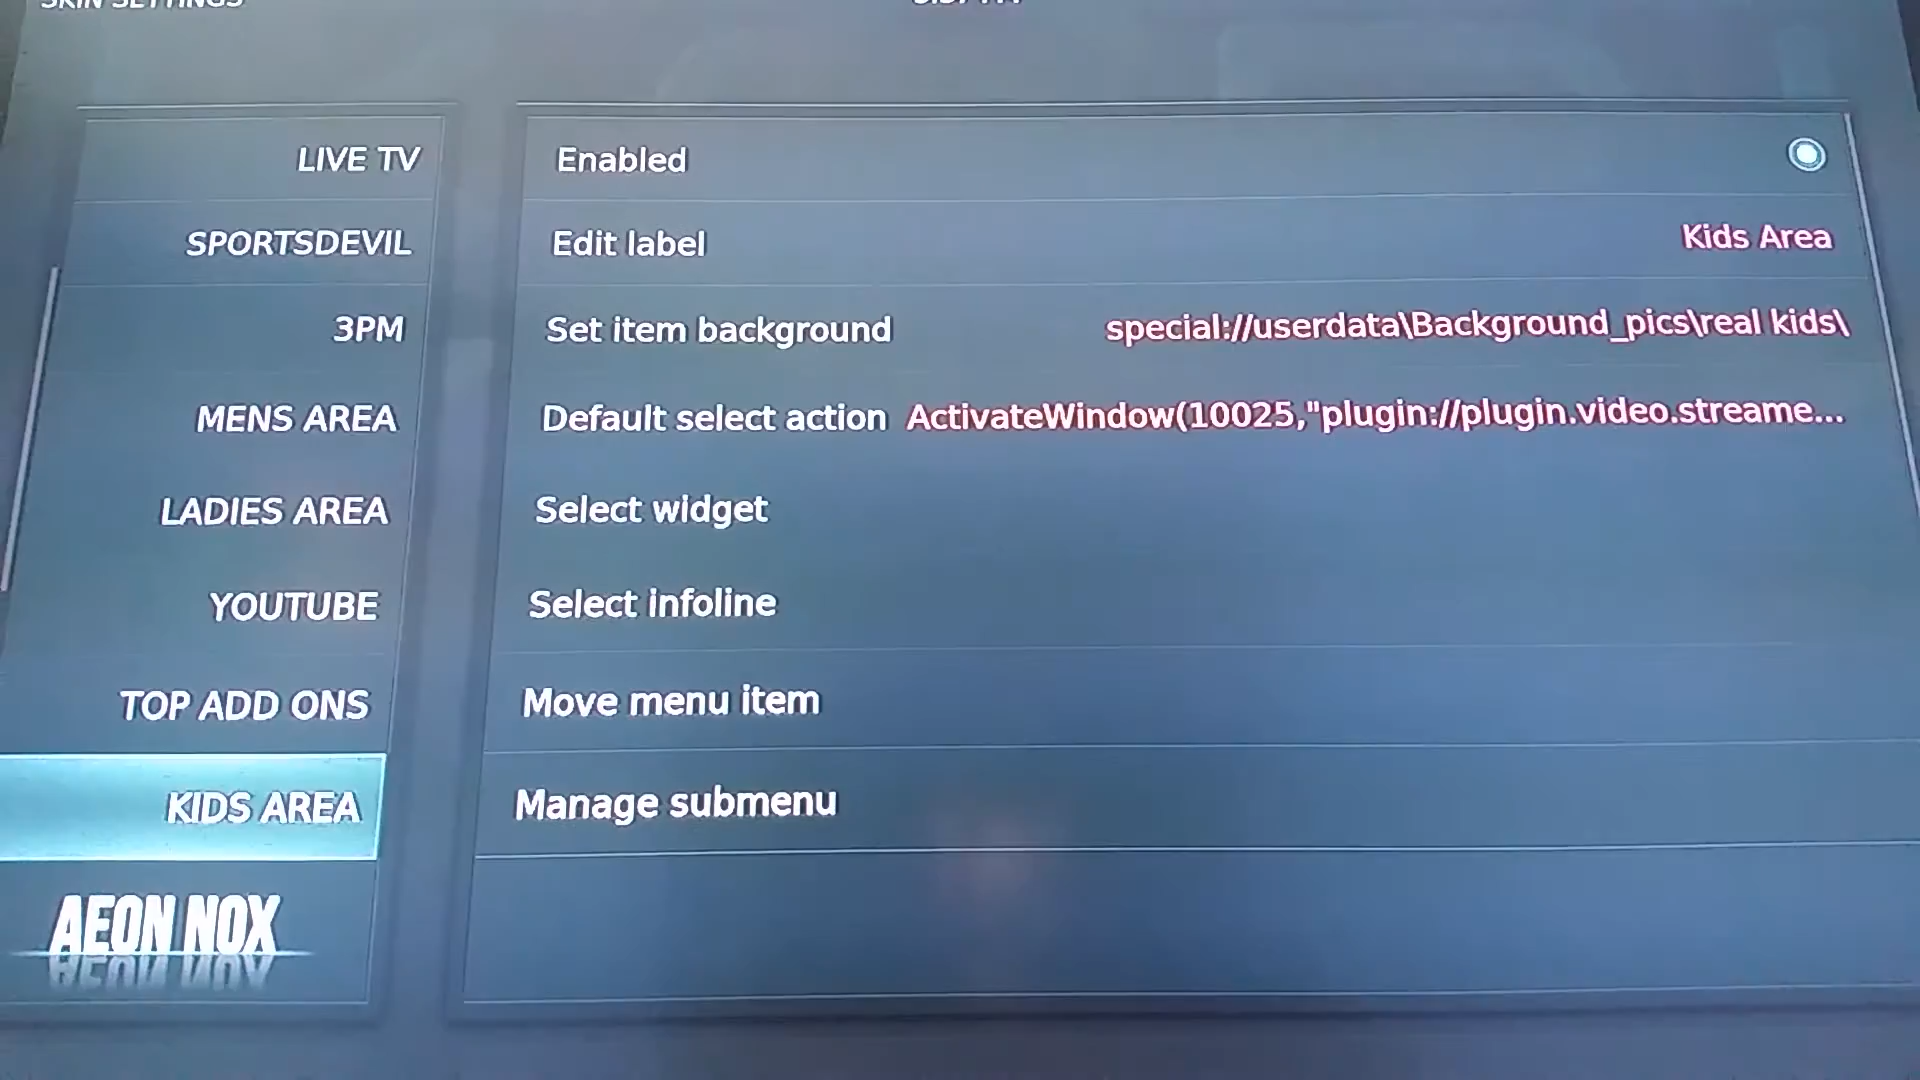 SKIN SETTINGS
LIVE TV
SPORTSDEVIL
3PM
MENS AREA
LADIES AREA
YOUTUBE
TOP ADD ONS
KIDS AREA
AEON NOX
Enabled
Edit label Kids Area
Set item background special://userdata\Background_pics\real kids\
Default select action ActivateWindow(10025,"plugin://plugin.video.streame...
Select widget
Select infoline
Move menu item
Manage submenu